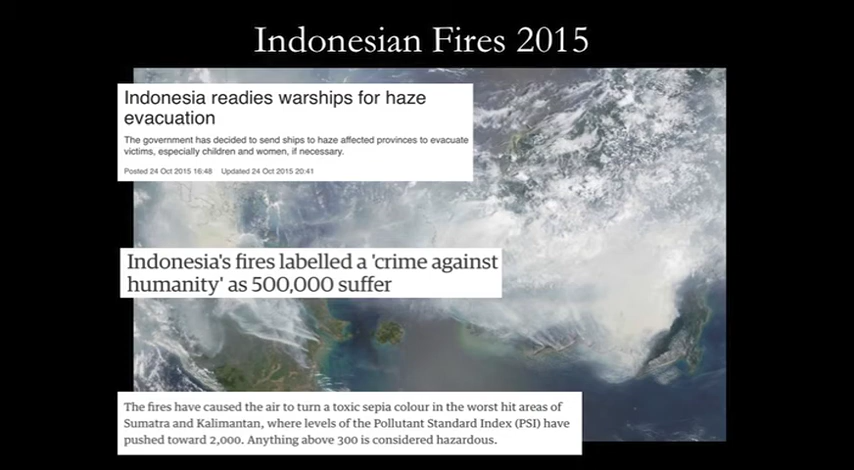 Indonesian Fires 2015
Indonesia readies warships for haze
evacuation
The government has decided to send ships to haze affected provinces to evacuate
victims, especially children and women, if necessary.
Posted 24 Oct 2015 16:48 Updated 24 Oct 2015 20:41
Indonesia's fires labelled a 'crime against
humanity' as 500,000 suffer
The fires have caused the air to turn a toxic sepia colour in the worst hit areas of
Sumatra and Kalimantan, where levels of the Pollutant Standard Index (PSI) have
pushed toward 2,000. Anything above 300 is considered hazardous.